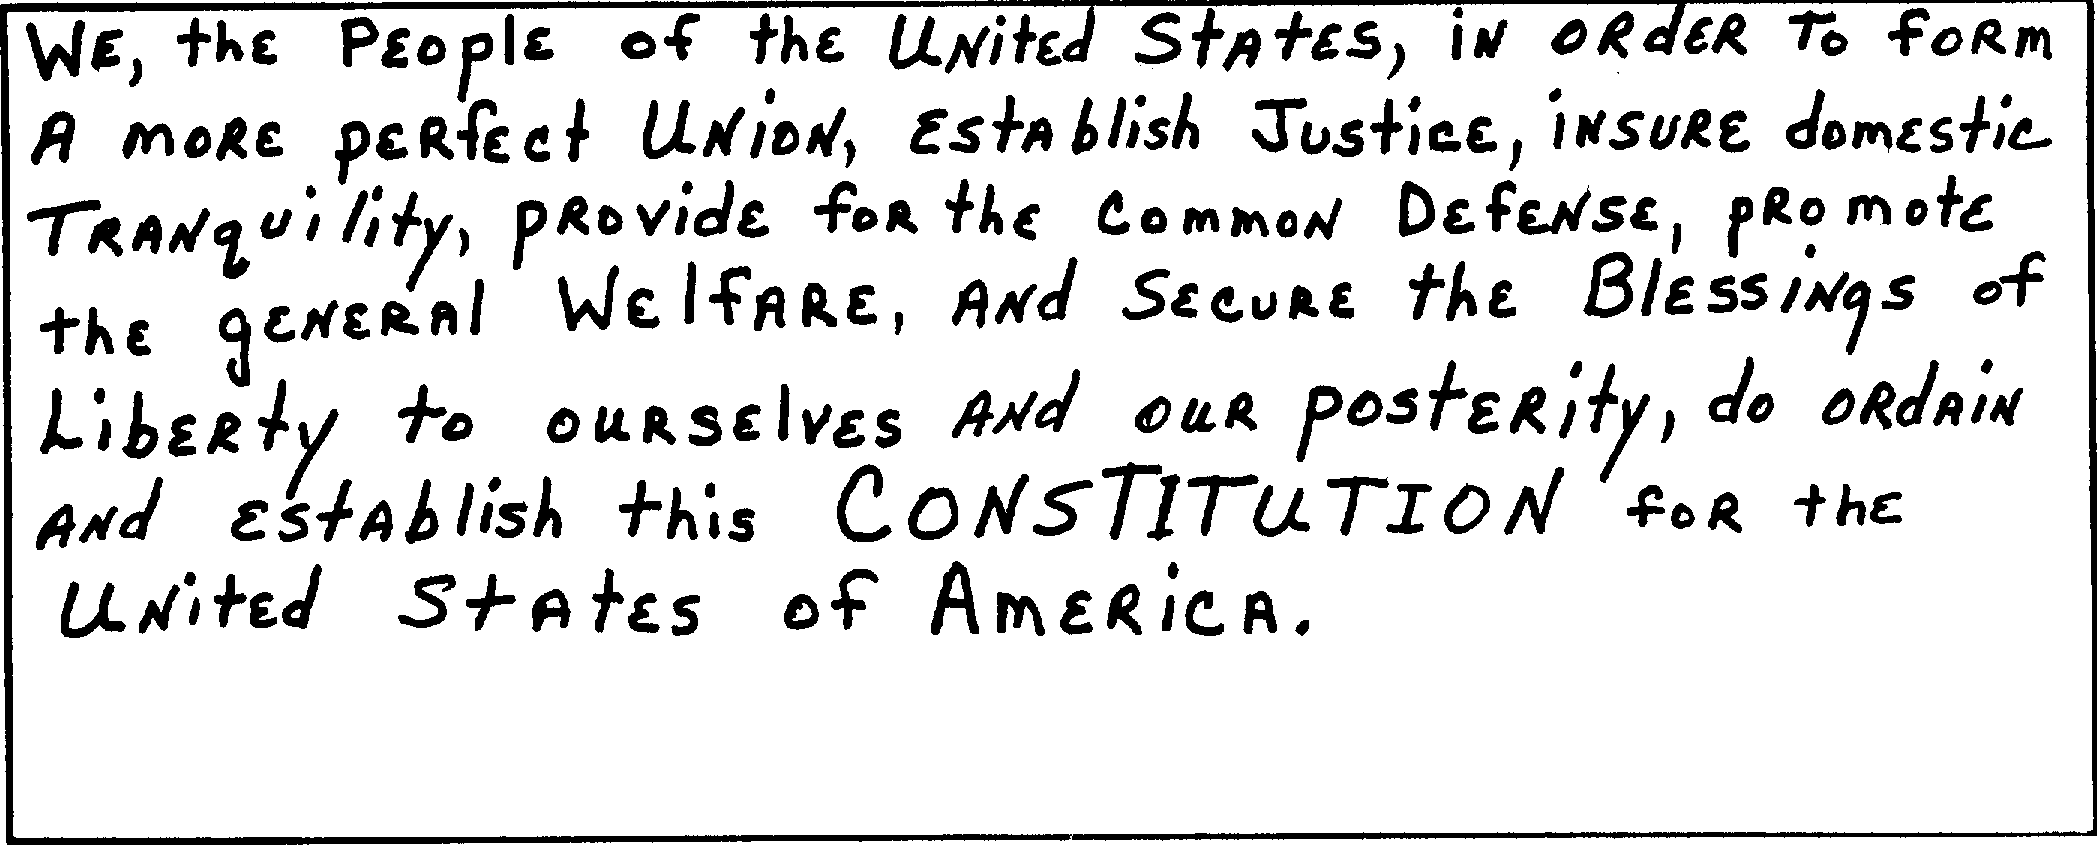 We, the People of the United States, in order to form
a more perfect Union, establish Justice, insure domestic
Tranquility, provide for the common Defense, promote
the general Welfare, and secure the Blessings of
Liberty to ourselves and our posterity, do ordain
and establish this CONSTITUTION for the
United States of America.